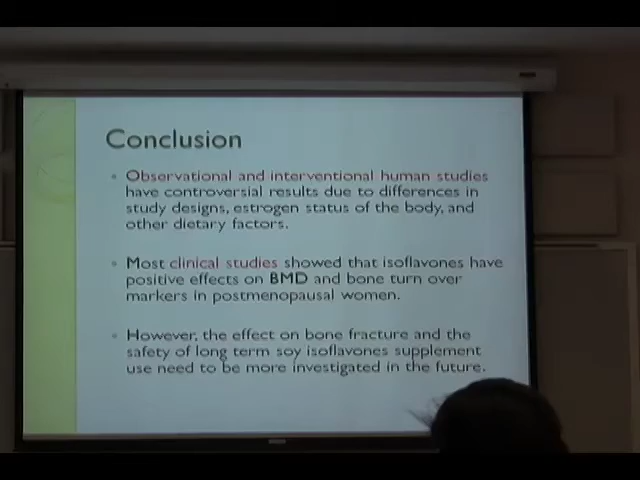 Conclusion
Observational and interventional human studies
have controversial results due to differences in
study designs, estrogen status of the body, and
other dietary factors.
Most clinical studies showed that isoflavones have
positive effects on BMD and bone turn over
markers in postmenopausal women.
However, the effect on bone fracture and the
safety of long term soy isoflavones supplement
use need to be more investigated in the future.